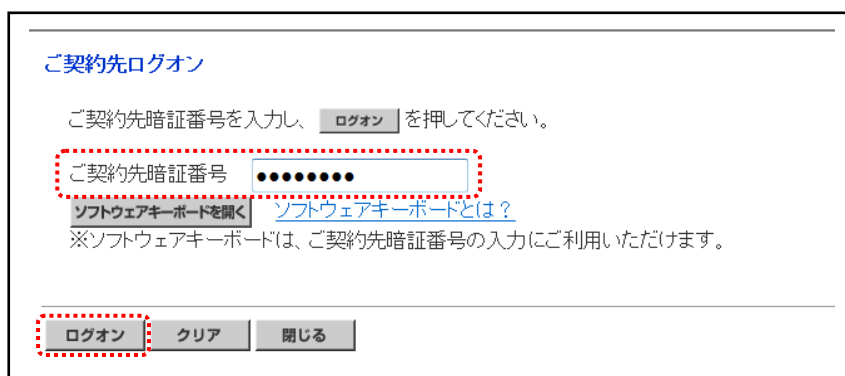 ご契約先ログオン
ご契約先暗証番号を入力し、 ログオン を押してください。
ご契約先暗証番号 ●●●●●●●●
ソフトウェアキーボードを開く ソフトウェアキーボードとは？
※ソフトウェアキーボードは、ご契約先暗証番号の入力にご利用いただけます。
ログオン クリア 閉じる